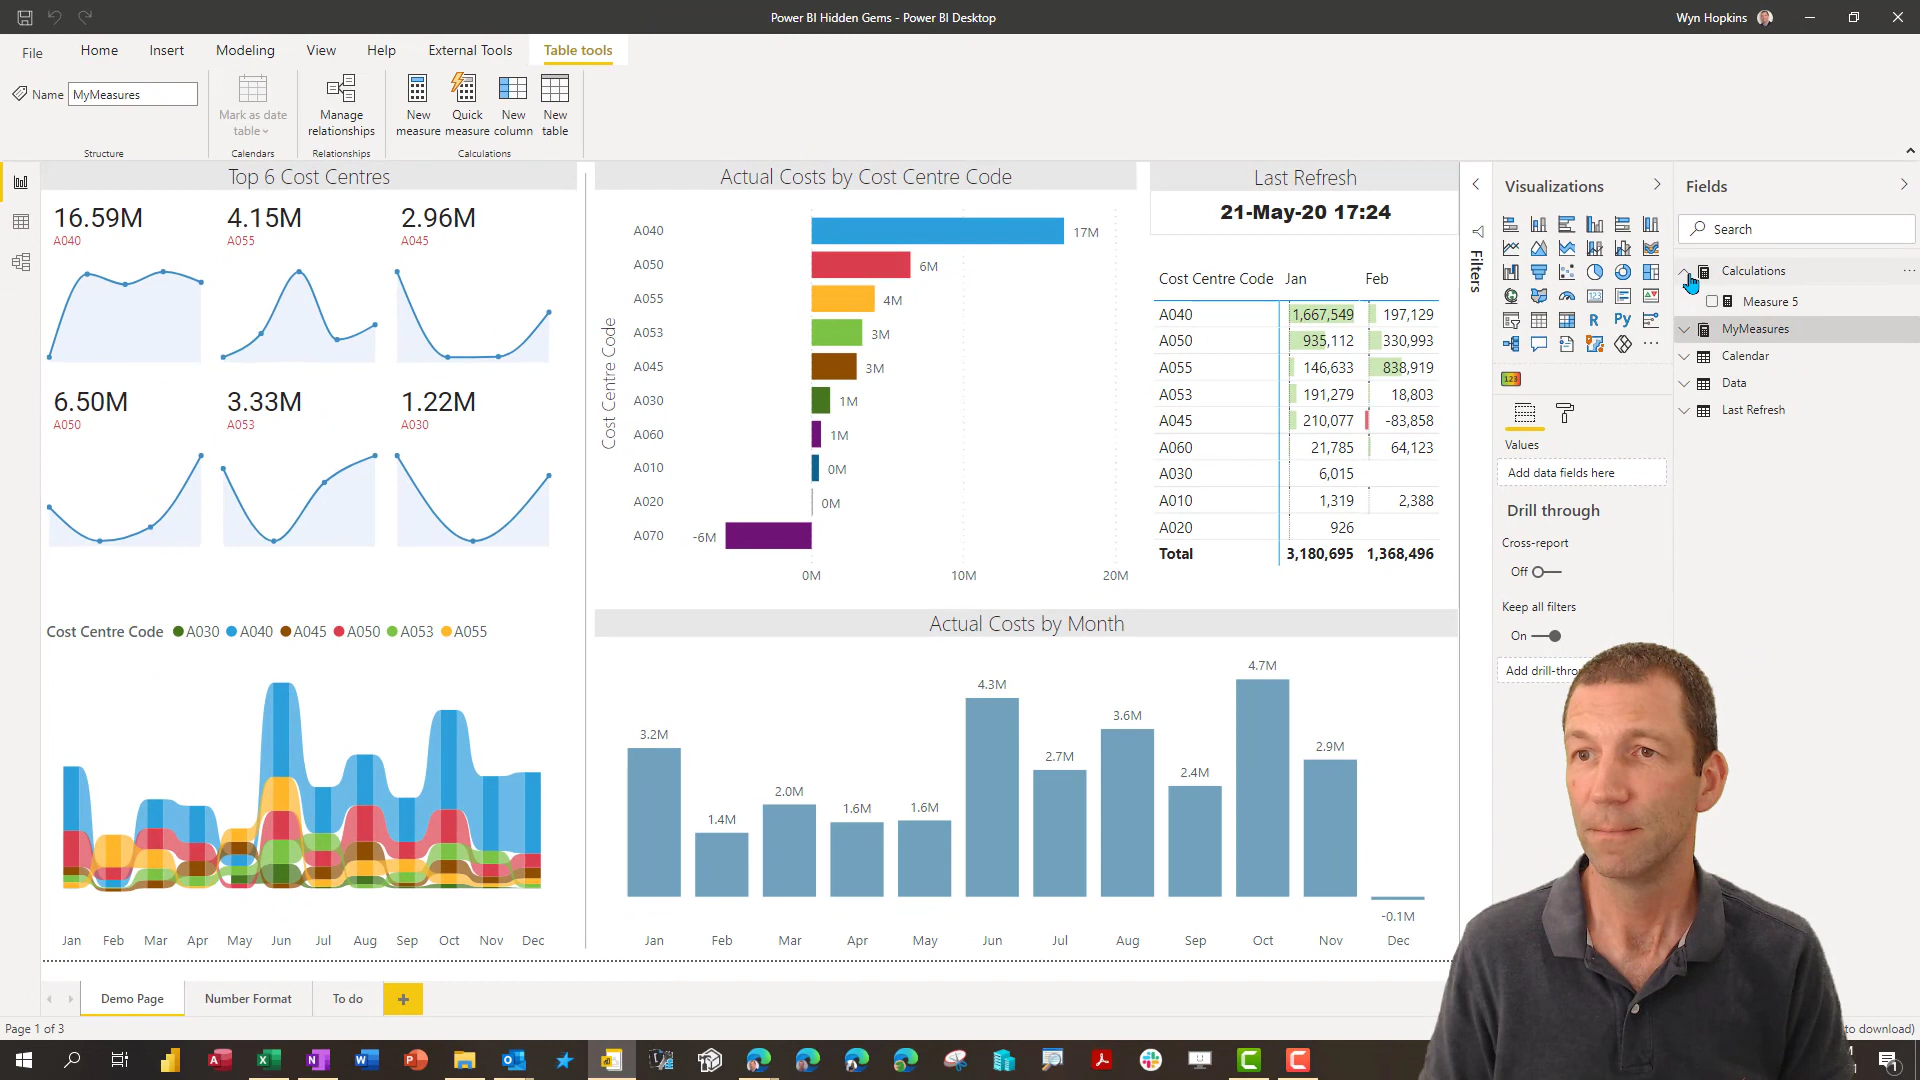 Power BI Hidden Gems - Power BI Desktop
Wyn Hopkins
File Home Insert Modeling View Help External Tools Table tools
Name MyMeasures
Mark as date table
Manage relationships
New measure
Quick measure
New column
New table
Structure Calendars Relationships Calculations
Top 6 Cost Centres
16.59M 4.15M 2.96M
A040 A055 A045
6.50M 3.33M 1.22M
A050 A053 A030
Cost Centre Code A030 A040 A045 A050 A053 A055
Jan Feb Mar Apr May Jun Jul Aug Sep Oct Nov Dec
Actual Costs by Cost Centre Code
Cost Centre Code
A040 17M
A050 6M
A055 4M
A053 3M
A045 3M
A030 1M
A060 1M
A010 0M
A020 0M
A070 -6M
0M 10M 20M
Last Refresh
21-May-20 17:24
Cost Centre Code Jan Feb
A040 1,667,549 197,129
A050 935,112 330,993
A055 146,633 838,919
A053 191,279 18,803
A045 210,077 -83,858
A060 21,785 64,123
A030 6,015
A010 1,319 2,388
A020 926
Total 3,180,695 1,368,496
Actual Costs by Month
3.2M 1.4M 2.0M 1.6M 1.6M 4.3M 2.7M 3.6M 2.4M 4.7M 2.9M -0.1M
Jan Feb Mar Apr May Jun Jul Aug Sep Oct Nov Dec
Filters
Visualizations
R Py
123
Values
Add data fields here
Drill through
Cross-report
Off
Keep all filters
On
Add drill-thro
Fields
Search
Calculations
Measure 5
MyMeasures
Calendar
Data
Last Refresh
Demo Page Number Format To do
Page 1 of 3
to download)